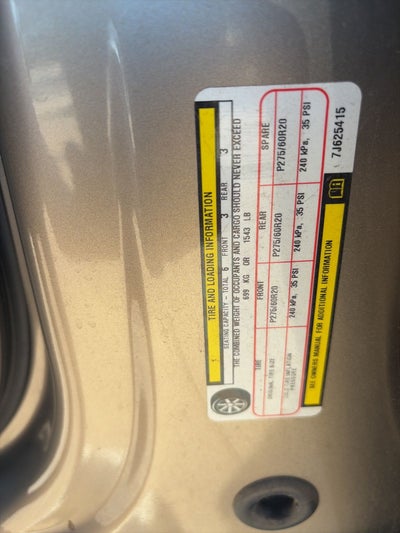 TIRE AND LOADING INFORMATION
SEATING CAPACITY - TOTAL 6 FRONT 3 REAR 3
THE COMBINED WEIGHT OF OCCUPANTS AND CARGO SHOULD NEVER EXCEED
699 KG OR 1543 LB
TIRE FRONT REAR SPARE
ORIGINAL TIRE SIZE P275/60R20 P275/60R20 P275/60R20
COLD TIRE INFLATION PRESSURE 240 kPa, 35 PSI 240 kPa, 35 PSI 240 kPa, 35 PSI
SEE OWNERS MANUAL FOR ADDITIONAL INFORMATION
7J625415